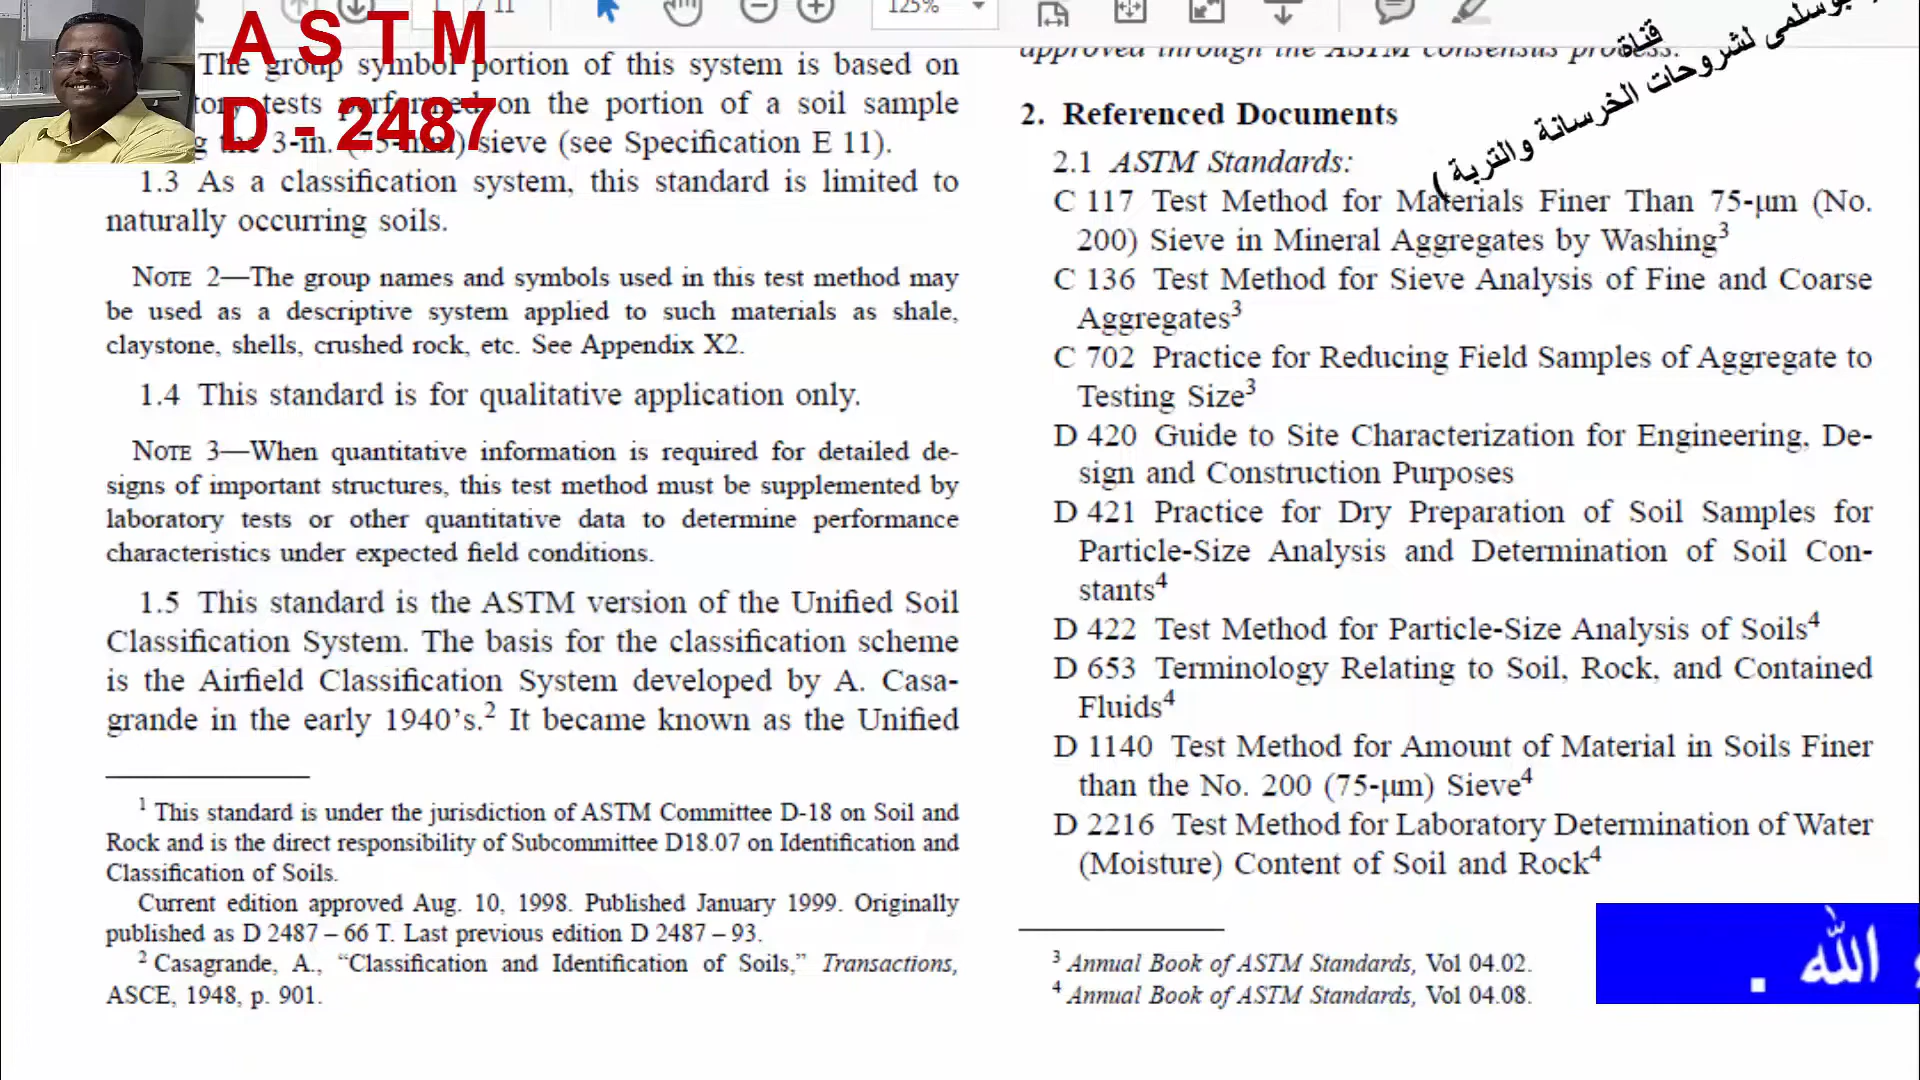 / 11
125%
A S T M
D - 2487
The group symbol portion of this system is based on
tests performed on the portion of a soil sample
the 3-in. (75-mm) sieve (see Specification E 11).
1.3 As a classification system, this standard is limited to
naturally occurring soils.
NOTE 2—The group names and symbols used in this test method may
be used as a descriptive system applied to such materials as shale,
claystone, shells, crushed rock, etc. See Appendix X2.
1.4 This standard is for qualitative application only.
NOTE 3—When quantitative information is required for detailed de-
signs of important structures, this test method must be supplemented by
laboratory tests or other quantitative data to determine performance
characteristics under expected field conditions.
1.5 This standard is the ASTM version of the Unified Soil
Classification System. The basis for the classification scheme
is the Airfield Classification System developed by A. Casa-
grande in the early 1940’s.2 It became known as the Unified
1 This standard is under the jurisdiction of ASTM Committee D-18 on Soil and
Rock and is the direct responsibility of Subcommittee D18.07 on Identification and
Classification of Soils.
Current edition approved Aug. 10, 1998. Published January 1999. Originally
published as D 2487 – 66 T. Last previous edition D 2487 – 93.
2 Casagrande, A., “Classification and Identification of Soils,” Transactions,
ASCE, 1948, p. 901.
approved through the ASTM consensus process.
2. Referenced Documents
2.1 ASTM Standards:
C 117 Test Method for Materials Finer Than 75-μm (No.
200) Sieve in Mineral Aggregates by Washing3
C 136 Test Method for Sieve Analysis of Fine and Coarse
Aggregates3
C 702 Practice for Reducing Field Samples of Aggregate to
Testing Size3
D 420 Guide to Site Characterization for Engineering, De-
sign and Construction Purposes
D 421 Practice for Dry Preparation of Soil Samples for
Particle-Size Analysis and Determination of Soil Con-
stants4
D 422 Test Method for Particle-Size Analysis of Soils4
D 653 Terminology Relating to Soil, Rock, and Contained
Fluids4
D 1140 Test Method for Amount of Material in Soils Finer
than the No. 200 (75-μm) Sieve4
D 2216 Test Method for Laboratory Determination of Water
(Moisture) Content of Soil and Rock4
3 Annual Book of ASTM Standards, Vol 04.02.
4 Annual Book of ASTM Standards, Vol 04.08.
قناة
لشروحات الخرسانة والتربة )
الله .